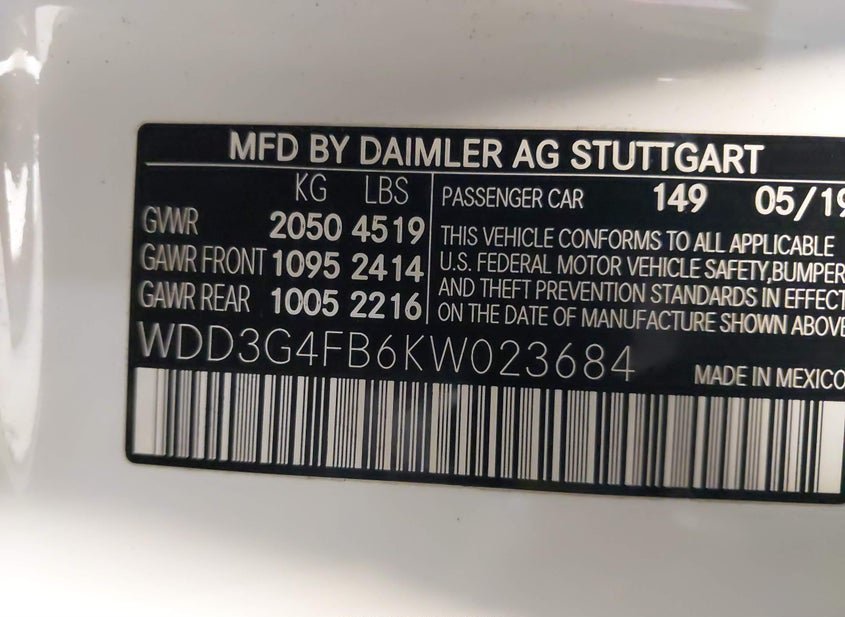 MFD BY DAIMLER AG STUTTGART
KG LBS
GVWR 2050 4519
GAWR FRONT 1095 2414
GAWR REAR 1005 2216
PASSENGER CAR 149 05/19
THIS VEHICLE CONFORMS TO ALL APPLICABLE
U.S. FEDERAL MOTOR VEHICLE SAFETY,BUMPER
AND THEFT PREVENTION STANDARDS IN EFFECT
ON THE DATE OF MANUFACTURE SHOWN ABOVE
WDD3G4FB6KW023684
MADE IN MEXICO